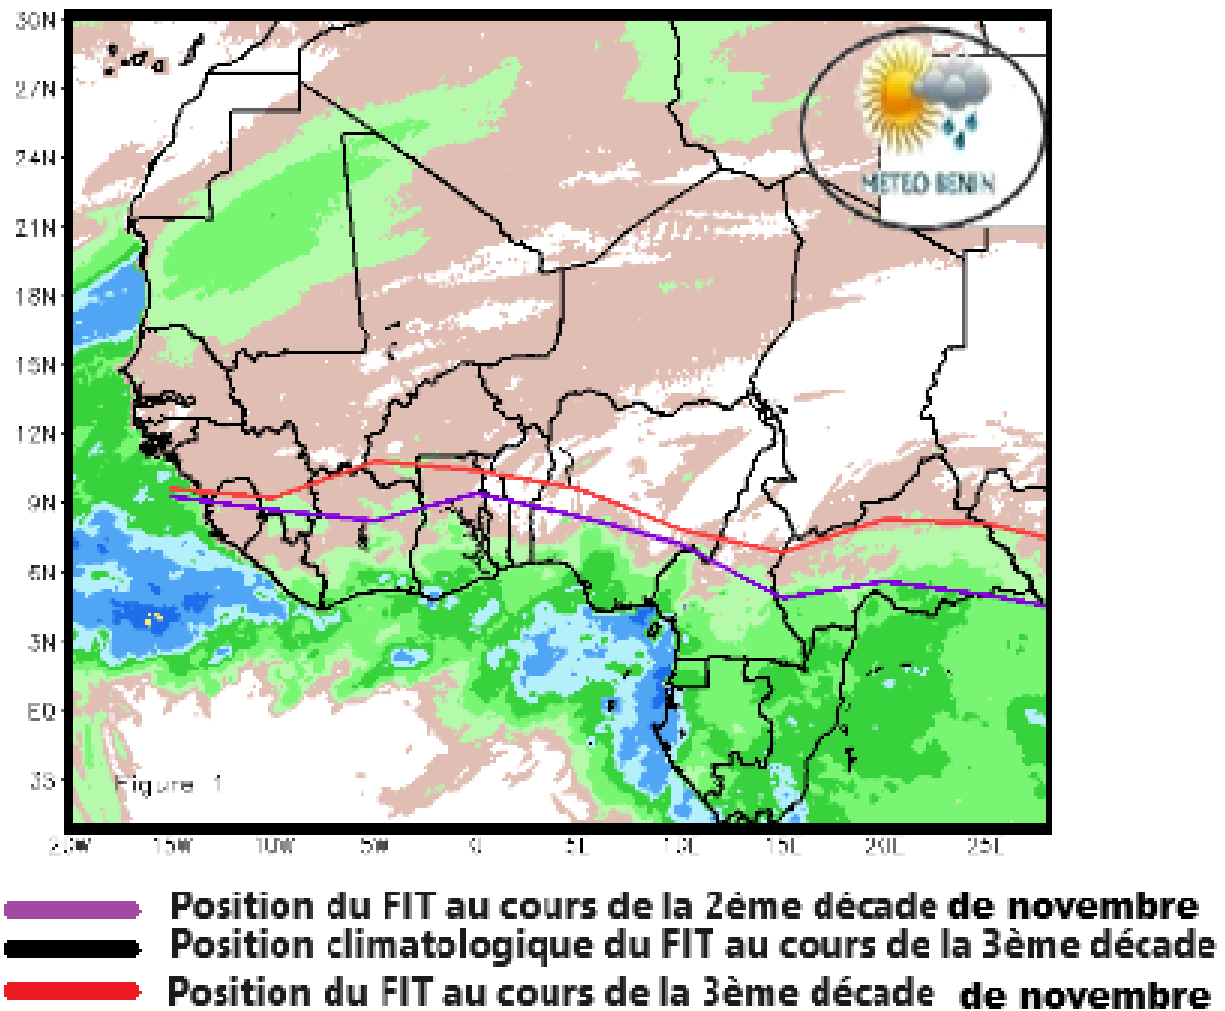 30N
27N
24N
21N
18N
15N
12N
9N
6N
3N
EQ
3S
METEO BENIN
Figure 1
20W 15W 10W 5W 0 5E 10E 15E 20E 25E
Position du FIT au cours de la 2ème décade de novembre
Position climatologique du FIT au cours de la 3ème décade
Position du FIT au cours de la 3ème décade de novembre